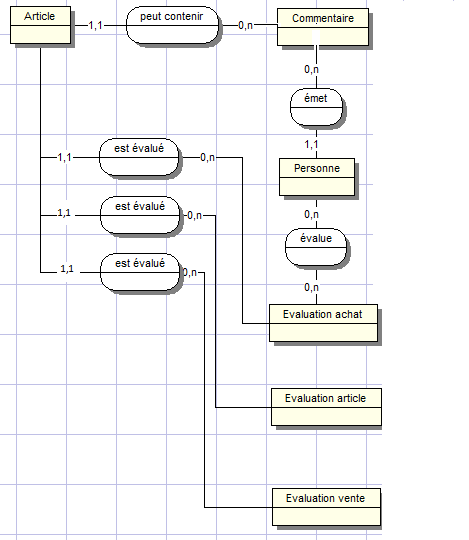 Article
1,1
peut contenir
0,n
Commentaire
0,n
émet
1,1
Personne
0,n
évalue
0,n
1,1
est évalué
0,n
1,1
est évalué
0,n
1,1
est évalué
0,n
Evaluation achat
Evaluation article
Evaluation vente